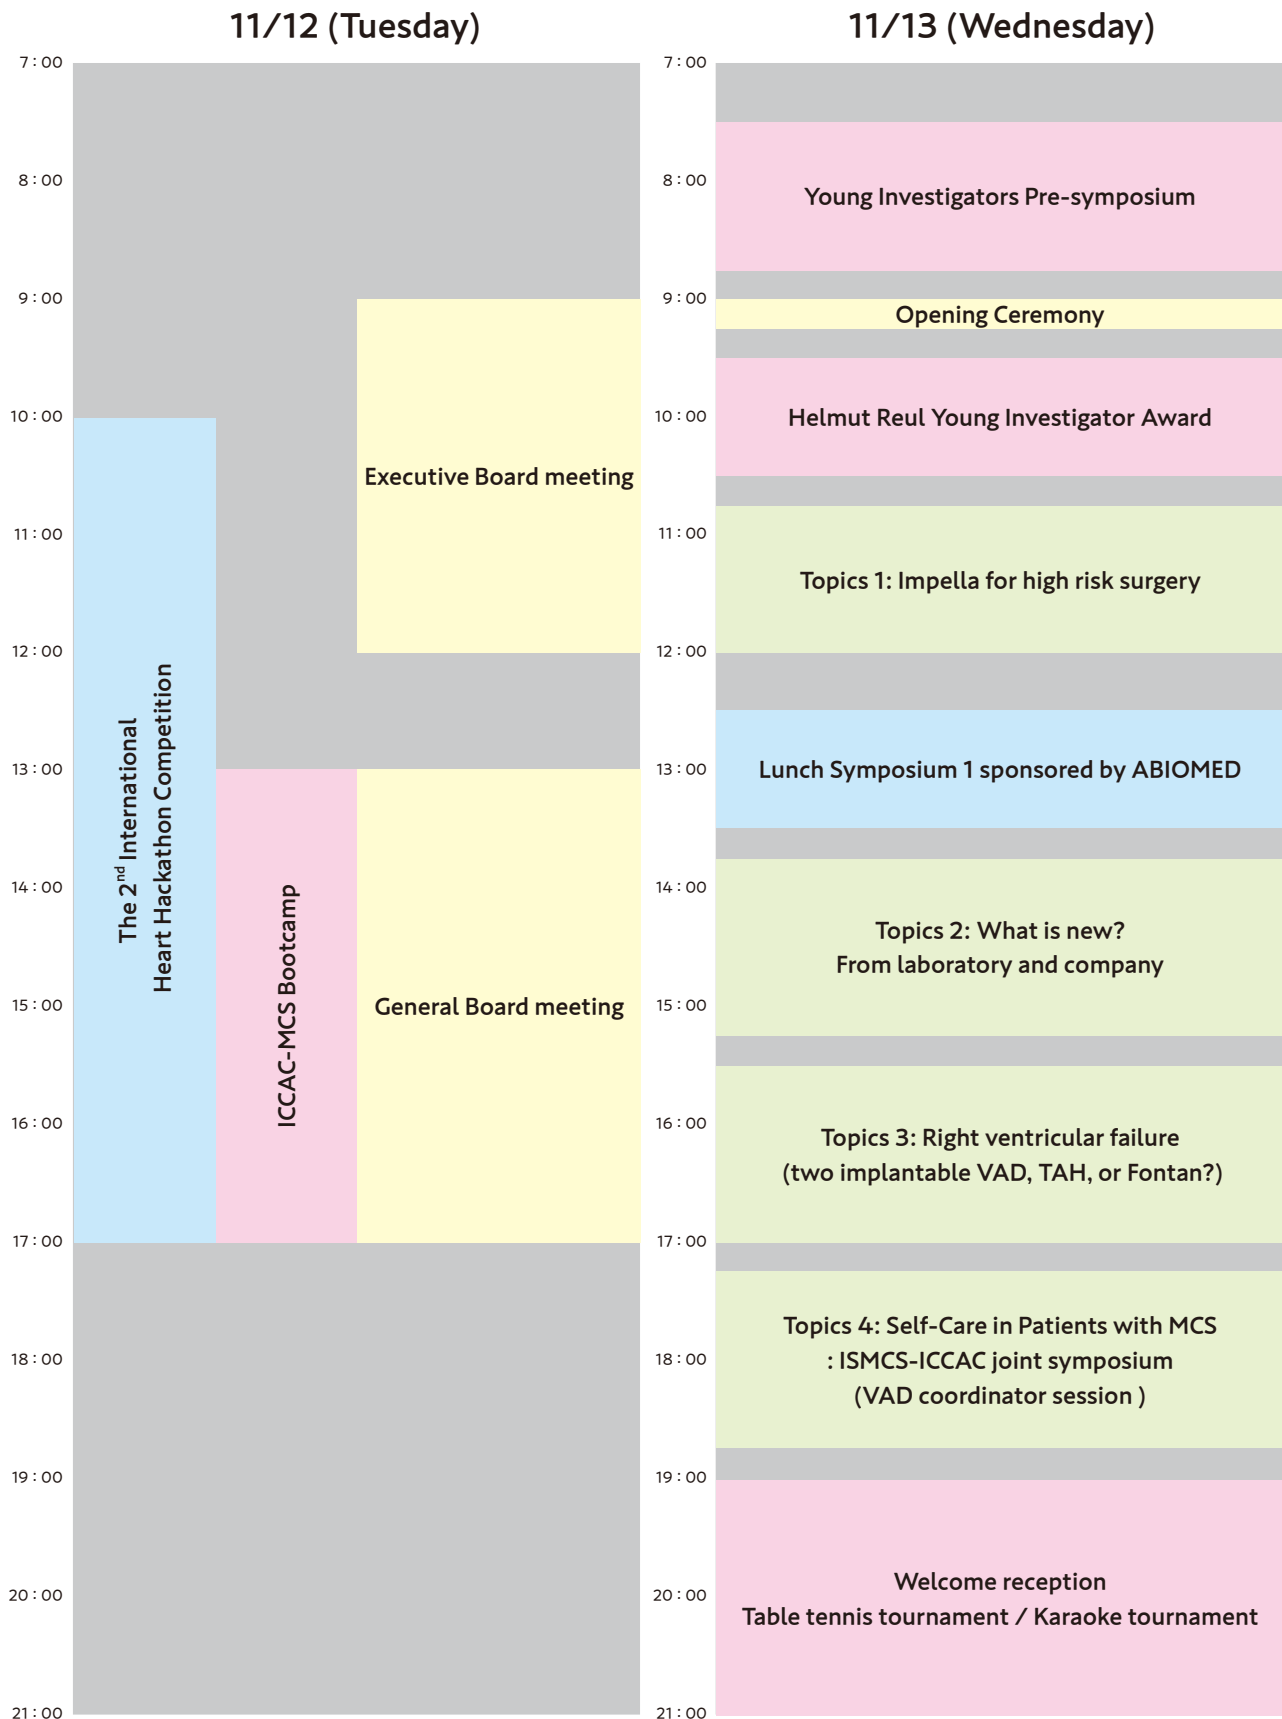 11/12 (Tuesday)
7:00
8:00
9:00
10:00
11:00
12:00
13:00
14:00
15:00
16:00
17:00
18:00
19:00
20:00
21:00
The 2nd International
Heart Hackathon Competition
ICCAC-MCS Bootcamp
Executive Board meeting
General Board meeting
11/13 (Wednesday)
7:00
8:00
9:00
10:00
11:00
12:00
13:00
14:00
15:00
16:00
17:00
18:00
19:00
20:00
21:00
Young Investigators Pre-symposium
Opening Ceremony
Helmut Reul Young Investigator Award
Topics 1: Impella for high risk surgery
Lunch Symposium 1 sponsored by ABIOMED
Topics 2: What is new?
From laboratory and company
Topics 3: Right ventricular failure
(two implantable VAD, TAH, or Fontan?)
Topics 4: Self-Care in Patients with MCS
: ISMCS-ICCAC joint symposium
(VAD coordinator session )
Welcome reception
Table tennis tournament / Karaoke tournament